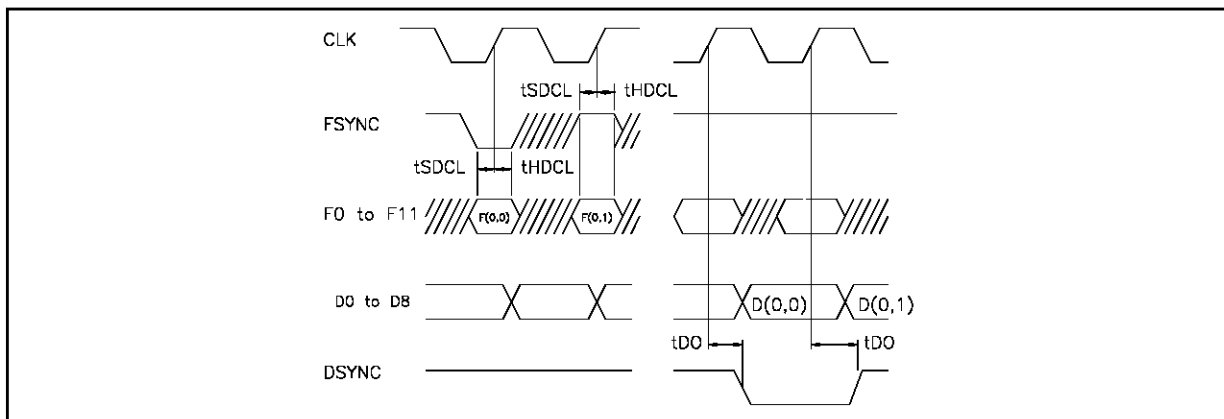 CLK
tSDCL tHDCL
FSYNC
tSDCL tHDCL
F0 to F11 F(0,0) F(0,1)
D0 to D8 D(0,0) D(0,1)
tDO tDO
DSYNC